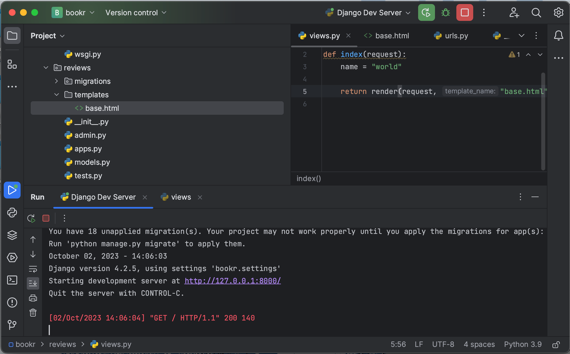 bookr
Version control
Django Dev Server
Project
wsgi.py
reviews
migrations
templates
base.html
__init__.py
admin.py
apps.py
models.py
tests.py
views.py
base.html
urls.py
2 def index(request):
1
3 name = "world"
4
5 return render(request, template_name: "base.html"
6
index()
Run
Django Dev Server
views
You have 18 unapplied migration(s). Your project may not work properly until you apply the migrations for app(s):
Run 'python manage.py migrate' to apply them.
October 02, 2023 - 14:06:03
Django version 4.2.5, using settings 'bookr.settings'
Starting development server at http://127.0.0.1:8000/
Quit the server with CONTROL-C.
[02/Oct/2023 14:06:04] "GET / HTTP/1.1" 200 140
bookr > reviews > views.py
5:56 LF UTF-8 4 spaces Python 3.9